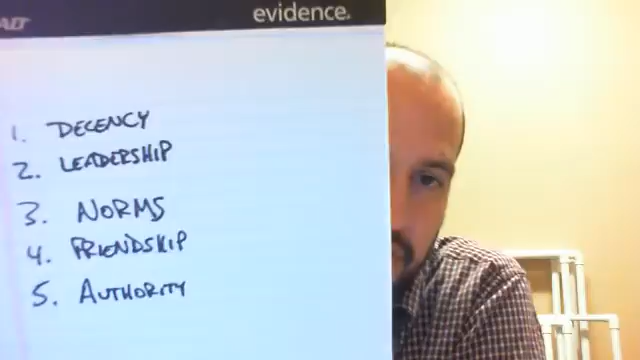 evidence.
1. DECENCY
2. LEADERSHIP
3. NORMS
4. FRIENDSHIP
5. AUTHORITY